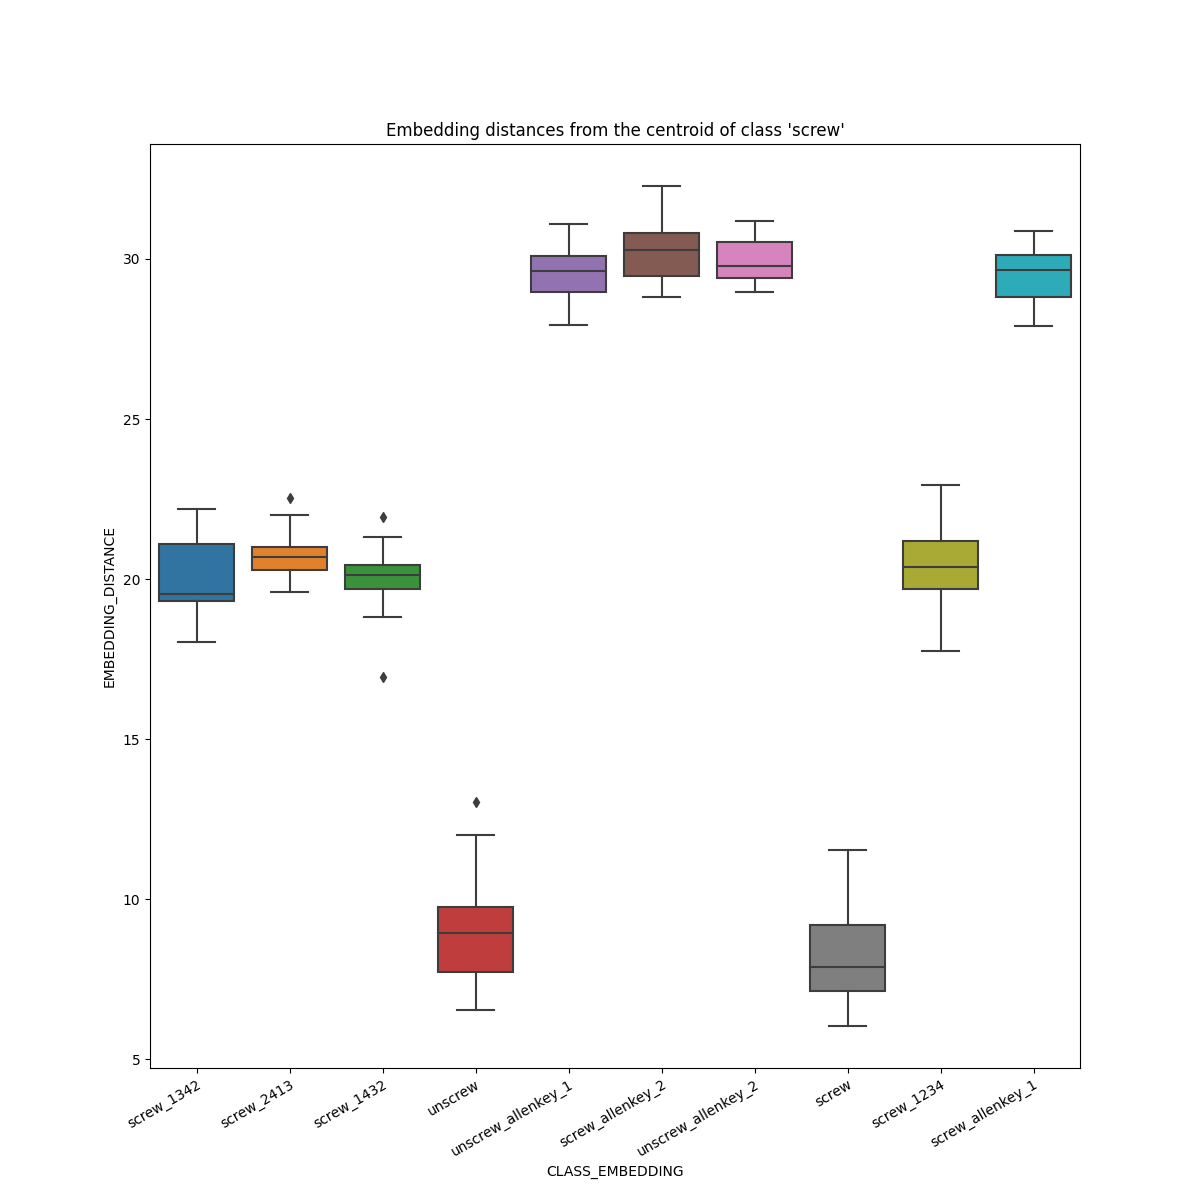 Embedding distances from the centroid of class 'screw'
EMBEDDING_DISTANCE
30
25
20
15
10
5
screw_1342
screw_2413
screw_1432
unscrew
unscrew_allenkey_1
screw_allenkey_2
unscrew_allenkey_2
screw
screw_1234
screw_allenkey_1
CLASS_EMBEDDING